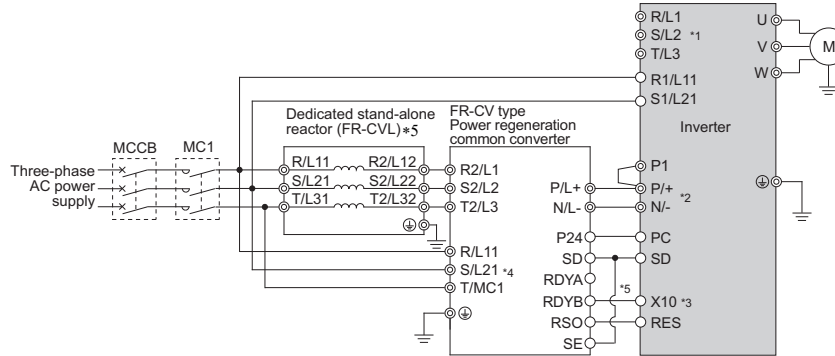 R/L1
S/L2 *1
T/L3
R1/L11
S1/L21
U
V
W
M
Inverter
Dedicated stand-alone
reactor (FR-CVL)*5
FR-CV type
Power regeneration
common converter
MCCB
MC1
Three-phase
AC power
supply
R/L11
R2/L12
S/L21
S2/L22
T/L31
T2/L32
R2/L1
S2/L2
T2/L3
R/L11
S/L21 *4
T/MC1
P/L+
N/L-
P24
SD
RDYA
RDYB
RSO
SE
*5
P1
P/+
*2
N/-
PC
SD
X10 *3
RES